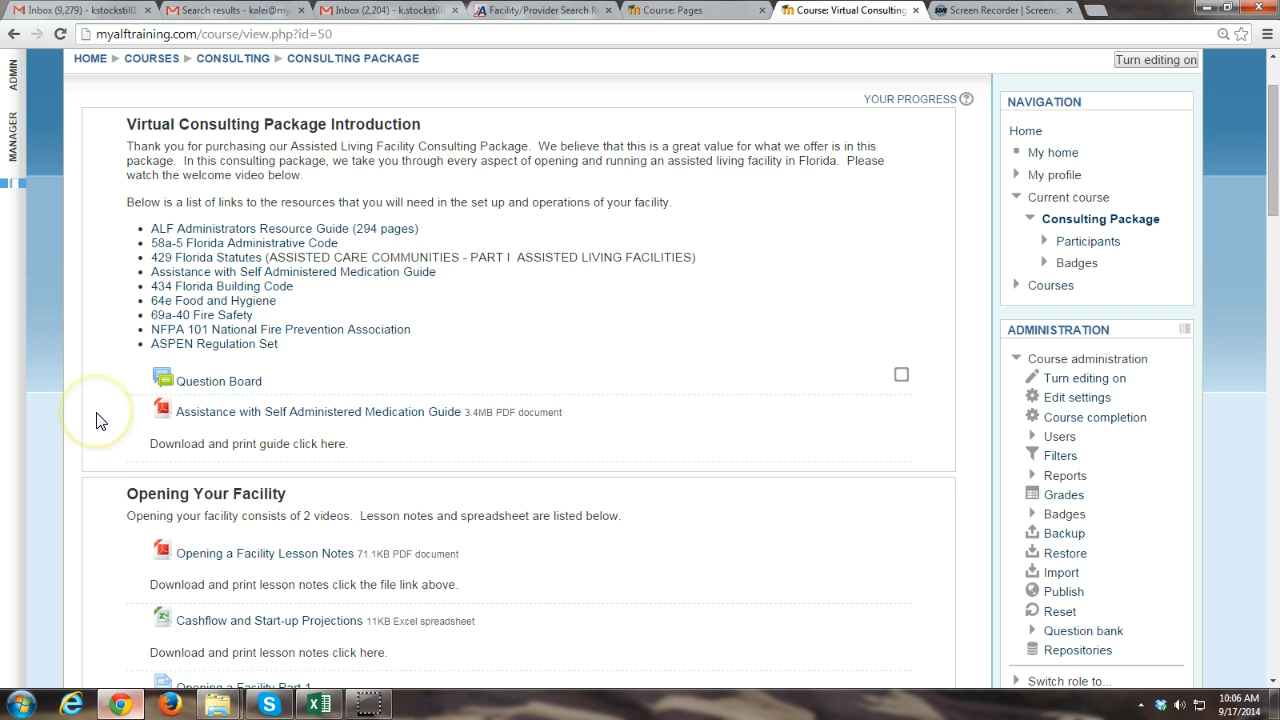 Inbox (9,279) - kstockstill
Search results - kalei@my.
Inbox (2,204) - k.stockstill
Facility/Provider Search R
Course: Pages
Course: Virtual Consulting
Screen Recorder | Screenc
myalftraining.com/course/view.php?id=50
ADMIN
MANAGER
HOME ▶ COURSES ▶ CONSULTING ▶ CONSULTING PACKAGE
Turn editing on
YOUR PROGRESS
Virtual Consulting Package Introduction
Thank you for purchasing our Assisted Living Facility Consulting Package. We believe that this is a great value for what we offer is in this
package. In this consulting package, we take you through every aspect of opening and running an assisted living facility in Florida. Please
watch the welcome video below.
Below is a list of links to the resources that you will need in the set up and operations of your facility.
• ALF Administrators Resource Guide (294 pages)
• 58a-5 Florida Administrative Code
• 429 Florida Statutes (ASSISTED CARE COMMUNITIES - PART I ASSISTED LIVING FACILITIES)
• Assistance with Self Administered Medication Guide
• 434 Florida Building Code
• 64e Food and Hygiene
• 69a-40 Fire Safety
• NFPA 101 National Fire Prevention Association
• ASPEN Regulation Set
Question Board
Assistance with Self Administered Medication Guide 3.4MB PDF document
Download and print guide click here.
Opening Your Facility
Opening your facility consists of 2 videos. Lesson notes and spreadsheet are listed below.
Opening a Facility Lesson Notes 71.1KB PDF document
Download and print lesson notes click the file link above.
Cashflow and Start-up Projections 11KB Excel spreadsheet
Download and print lesson notes click here.
Opening a Facility Part 1
NAVIGATION
Home
My home
My profile
Current course
Consulting Package
Participants
Badges
Courses
ADMINISTRATION
Course administration
Turn editing on
Edit settings
Course completion
Users
Filters
Reports
Grades
Badges
Backup
Restore
Import
Publish
Reset
Question bank
Repositories
Switch role to...
10:06 AM
9/17/2014